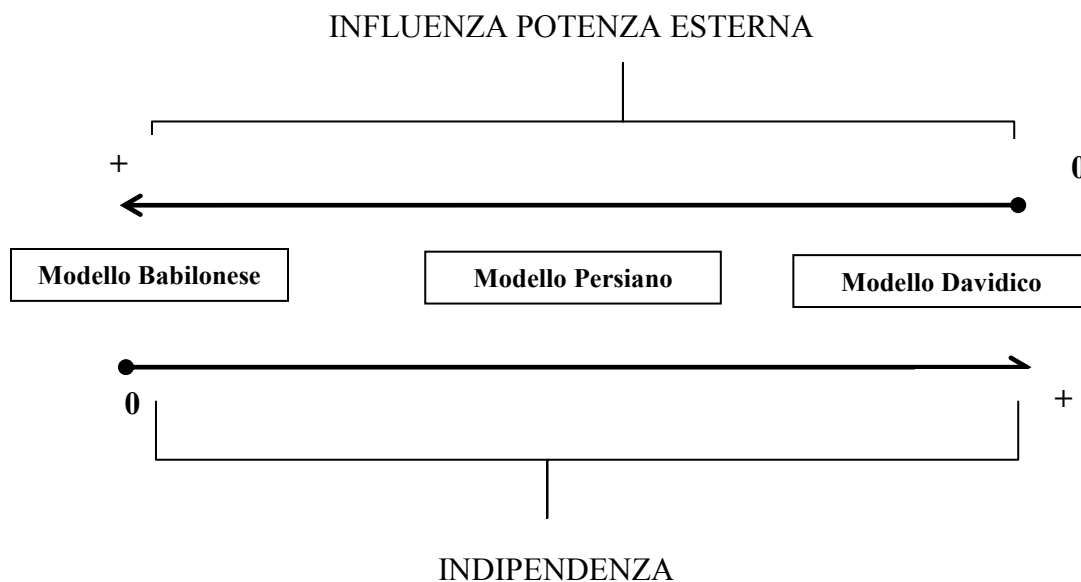 INFLUENZA POTENZA ESTERNA
+ 0
Modello Babilonese Modello Persiano Modello Davidico
0 +
INDIPENDENZA